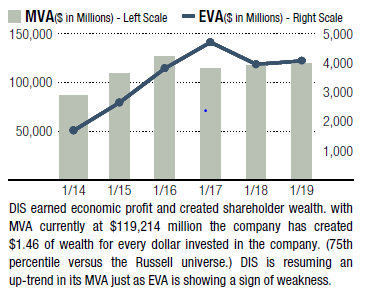 MVA($ in Millions) - Left Scale EVA($ in Millions) - Right Scale
150,000 5,000
4,000
100,000
3,000
50,000 2,000
1,000
1/14 1/15 1/16 1/17 1/18 1/19
DIS earned economic profit and created shareholder wealth. with
MVA currently at $119,214 million the company has created
$1.46 of wealth for every dollar invested in the company. (75th
percentile versus the Russell universe.) DIS is resuming an
up-trend in its MVA just as EVA is showing a sign of weakness.